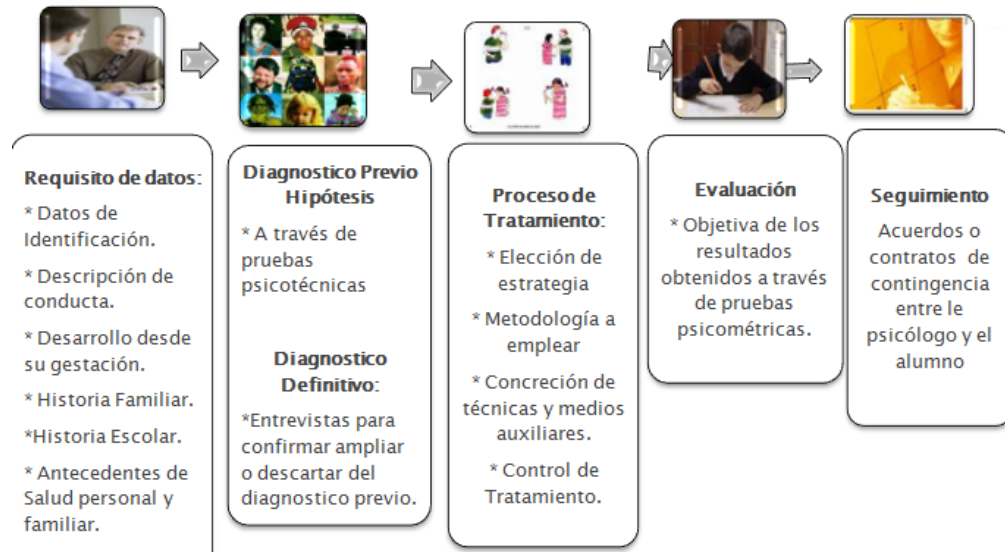 Requisito de datos:
* Datos de
Identificación.
* Descripción de
conducta.
* Desarrollo desde
su gestación.
* Historia Familiar.
*Historia Escolar.
* Antecedentes de
Salud personal y
familiar.
Diagnostico Previo
Hipótesis
* A través de
pruebas
psicotécnicas
Diagnostico
Definitivo:
*Entrevistas para
confirmar ampliar
o descartar del
diagnostico previo.
Proceso de
Tratamiento:
* Elección de
estrategia
* Metodología a
emplear
* Concreción de
técnicas y medios
auxiliares.
* Control de
Tratamiento.
Evaluación
* Objetiva de los
resultados
obtenidos a través
de pruebas
psicométricas.
Seguimiento
Acuerdos o
contratos de
contingencia
entre le
psicólogo y el
alumno